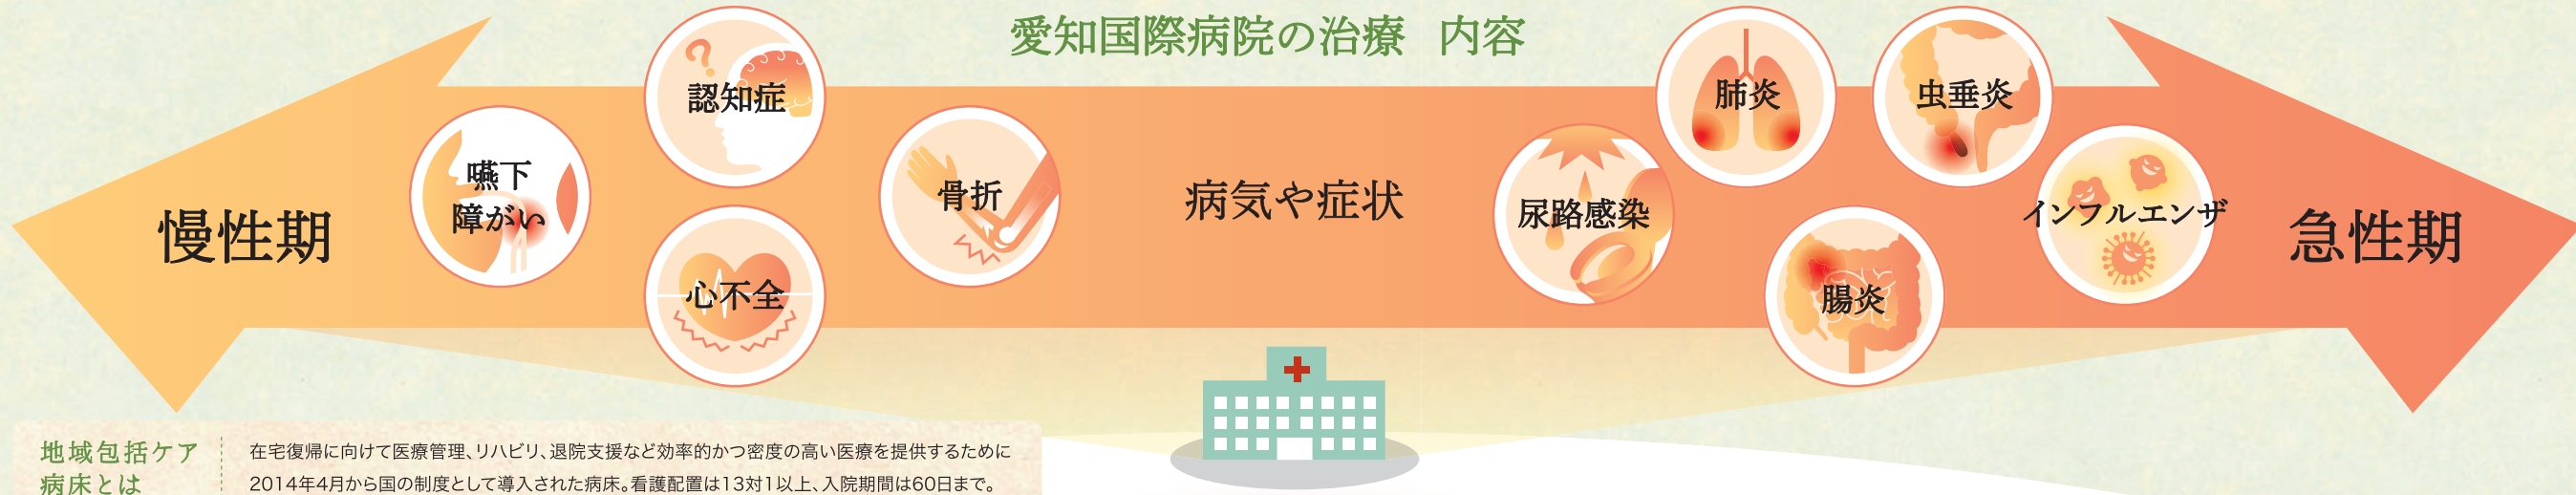 愛知国際病院の治療 内容
認知症
肺炎
虫垂炎
嚥下
障がい
骨折
病気や症状
尿路感染
インフルエンザ
慢性期
急性期
心不全
腸炎
地域包括ケア
病床とは
在宅復帰に向けて医療管理、リハビリ、退院支援など効率的かつ密度の高い医療を提供するために
2014年4月から国の制度として導入された病床。看護配置は13対1以上、入院期間は60日まで。